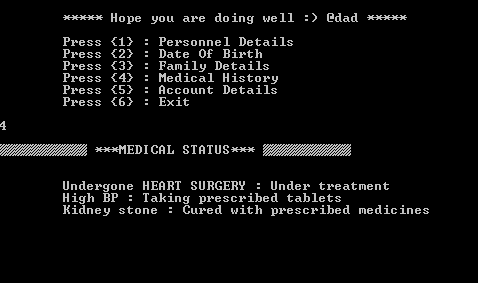 ***** Hope you are doing well :) @dad *****
Press {1} : Personnel Details
Press {2} : Date Of Birth
Press {3} : Family Details
Press {4} : Medical History
Press {5} : Account Details
Press {6} : Exit
4
▒▒▒▒▒▒▒▒▒▒▒ ***MEDICAL STATUS*** ▒▒▒▒▒▒▒▒▒▒▒
Undergone HEART SURGERY : Under treatment
High BP : Taking prescribed tablets
Kidney stone : Cured with prescribed medicines